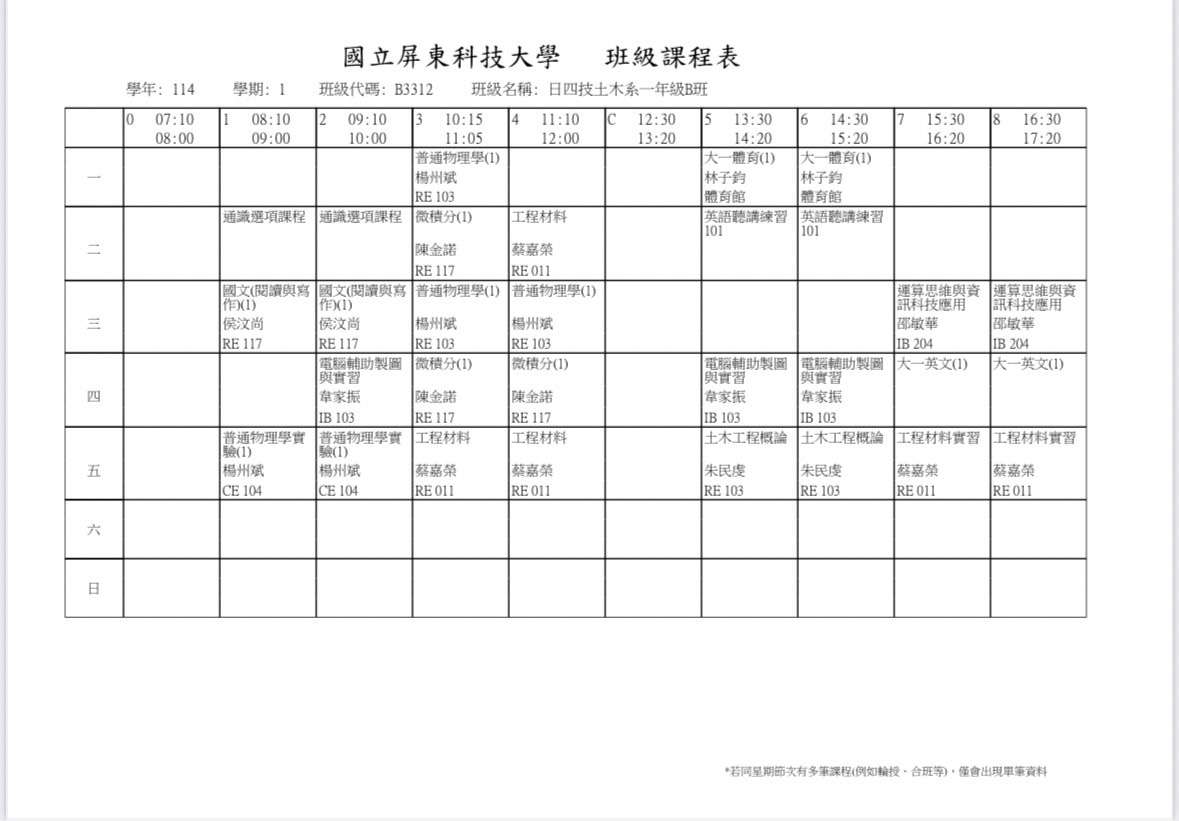 國立屏東科技大學 班級課程表
學年: 114 學期: 1 班級代碼: B3312 班級名稱: 日四技土木系一年級B班
0 07:10 1 08:10 2 09:10 3 10:15 4 11:10 C 12:30 5 13:30 6 14:30 7 15:30 8 16:30
08:00 09:00 10:00 11:05 12:00 13:20 14:20 15:20 16:20 17:20
一
普通物理學(1) 大一體育(1) 大一體育(1)
楊州斌 林子鈞 林子鈞
RE 103 體育館 體育館
二
通識選項課程 通識選項課程 微積分(1) 工程材料 英語聽講練習 英語聽講練習
101 101
陳金諾 蔡嘉榮
RE 117 RE 011
三
國文(閱讀與寫 國文(閱讀與寫 普通物理學(1) 普通物理學(1) 運算思維與資 運算思維與資
作)(1) 作)(1) 訊科技應用 訊科技應用
侯汶尚 侯汶尚 楊州斌 楊州斌 邵敏華 邵敏華
RE 117 RE 117 RE 103 RE 103 IB 204 IB 204
四
電腦輔助製圖 微積分(1) 微積分(1) 電腦輔助製圖 電腦輔助製圖 大一英文(1) 大一英文(1)
與實習 與實習 與實習
韋家振 陳金諾 陳金諾 韋家振 韋家振
IB 103 RE 117 RE 117 IB 103 IB 103
五
普通物理學實 普通物理學實 工程材料 工程材料 土木工程概論 土木工程概論 工程材料實習 工程材料實習
驗(1) 驗(1)
楊州斌 楊州斌 蔡嘉榮 蔡嘉榮 朱民虔 朱民虔 蔡嘉榮 蔡嘉榮
CE 104 CE 104 RE 011 RE 011 RE 103 RE 103 RE 011 RE 011
六
日
*若同星期節次有多筆課程(例如輪授、合班等)，僅會出現單筆資料